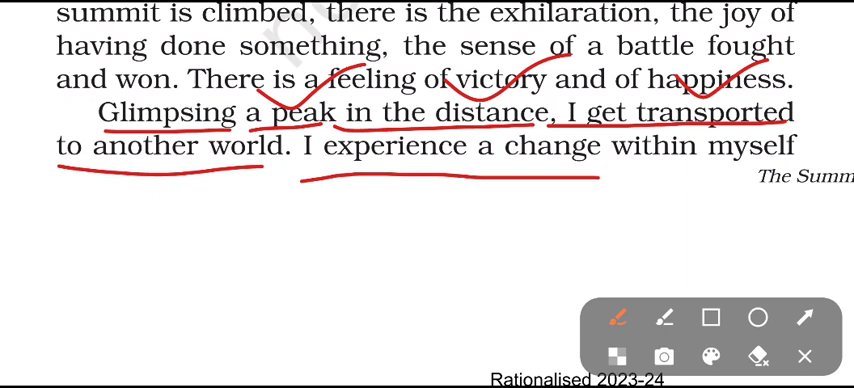 summit is climbed, there is the exhilaration, the joy of
having done something, the sense of a battle fought
and won. There is a feeling of victory and of happiness.
Glimpsing a peak in the distance, I get transported
to another world. I experience a change within myself
The Summ
Rationalised 2023-24